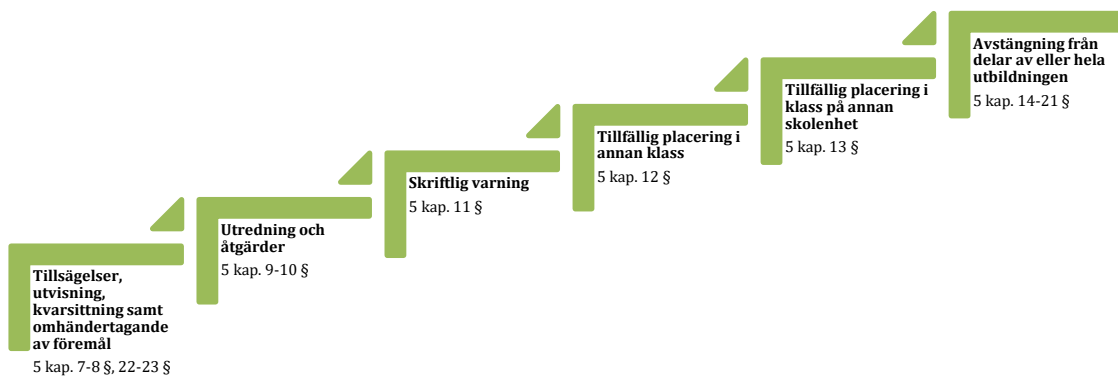 Tillsägelser,
utvisning,
kvarsittning samt
omhändertagande
av föremål
5 kap. 7-8 §, 22-23 §
Utredning och
åtgärder
5 kap. 9-10 §
Skriftlig varning
5 kap. 11 §
Tillfällig placering i
annan klass
5 kap. 12 §
Tillfällig placering i
klass på annan
skolenhet
5 kap. 13 §
Avstängning från
delar av eller hela
utbildningen
5 kap. 14-21 §